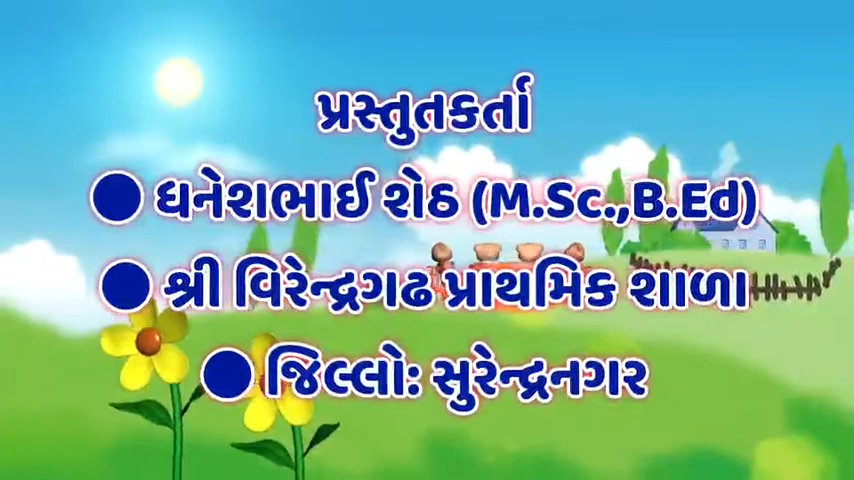 પ્રસ્તુતકર્તા
● ધનેશભાઈ શેઠ (M.Sc.,B.Ed)
● શ્રી વિરેન્દ્રગઢ પ્રાથમિક શાળા
● જિલ્લો: સુરેન્દ્રનગર